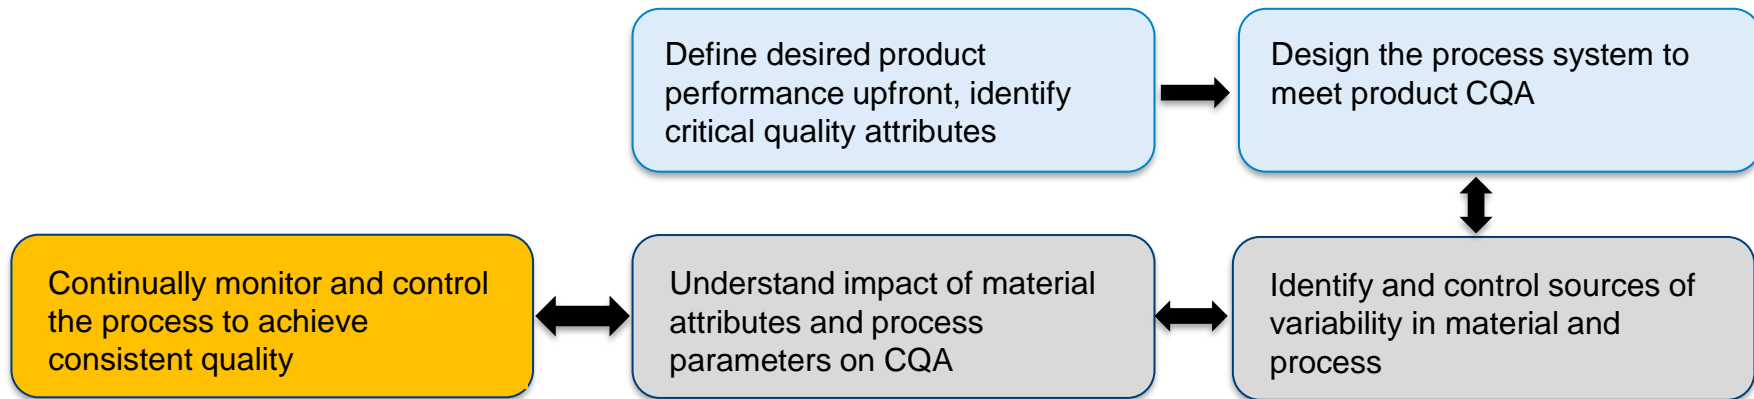 Define desired product
performance upfront, identify
critical quality attributes
Design the process system to
meet product CQA
Continually monitor and control
the process to achieve
consistent quality
Understand impact of material
attributes and process
parameters on CQA
Identify and control sources of
variability in material and
process